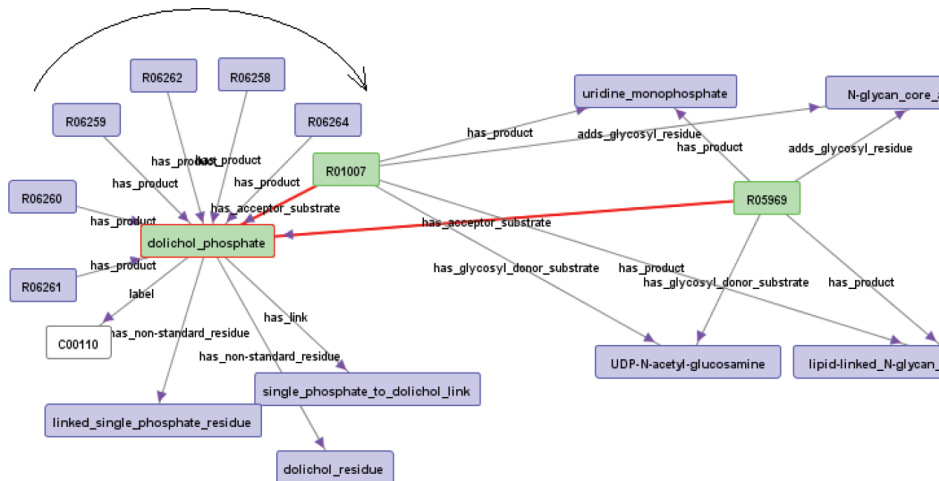 R06262
R06258
uridine_monophosphate
N-glycan_core_a
R06259
R06264
has_product
adds_glycosyl_residue
has_product
has_product
has_product
adds_glycosyl_residue
R01007
has_product
has_product
R06260
R05969
has_acceptor_substrate
has_product
has_acceptor_substrate
dolichol_phosphate
has_product
has_glycosyl_donor_substrate
has_product
R06261
has_glycosyl_donor_substrate
has_product
label
has_link
has_non-standard_residue
C00110
has_non-standard_residue
UDP-N-acetyl-glucosamine
lipid-linked_N-glycan_
single_phosphate_to_dolichol_link
linked_single_phosphate_residue
dolichol_residue